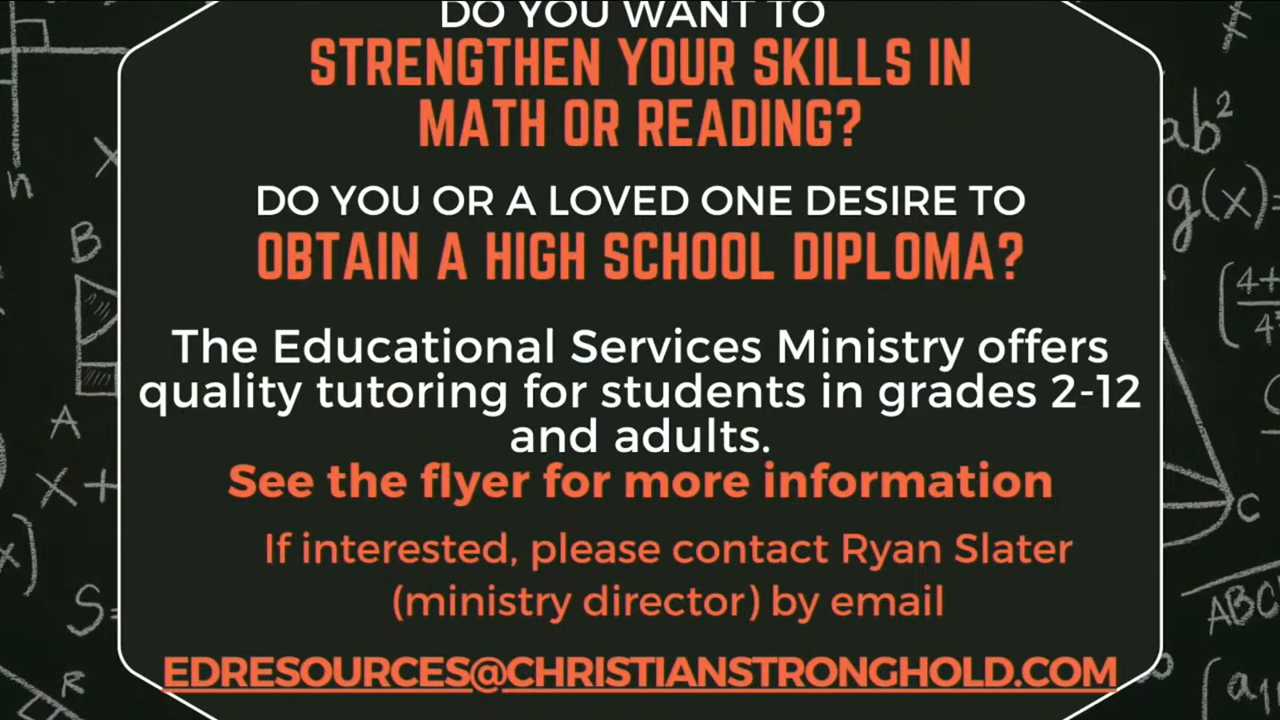 DO YOU WANT TO
STRENGTHEN YOUR SKILLS IN
MATH OR READING?
DO YOU OR A LOVED ONE DESIRE TO
OBTAIN A HIGH SCHOOL DIPLOMA?
The Educational Services Ministry offers
quality tutoring for students in grades 2-12
and adults.
See the flyer for more information
If interested, please contact Ryan Slater
(ministry director) by email
EDRESOURCES@CHRISTIANSTRONGHOLD.COM
n
X
B
A
X+
S=
R
ab²
g(x)=
C
ABC